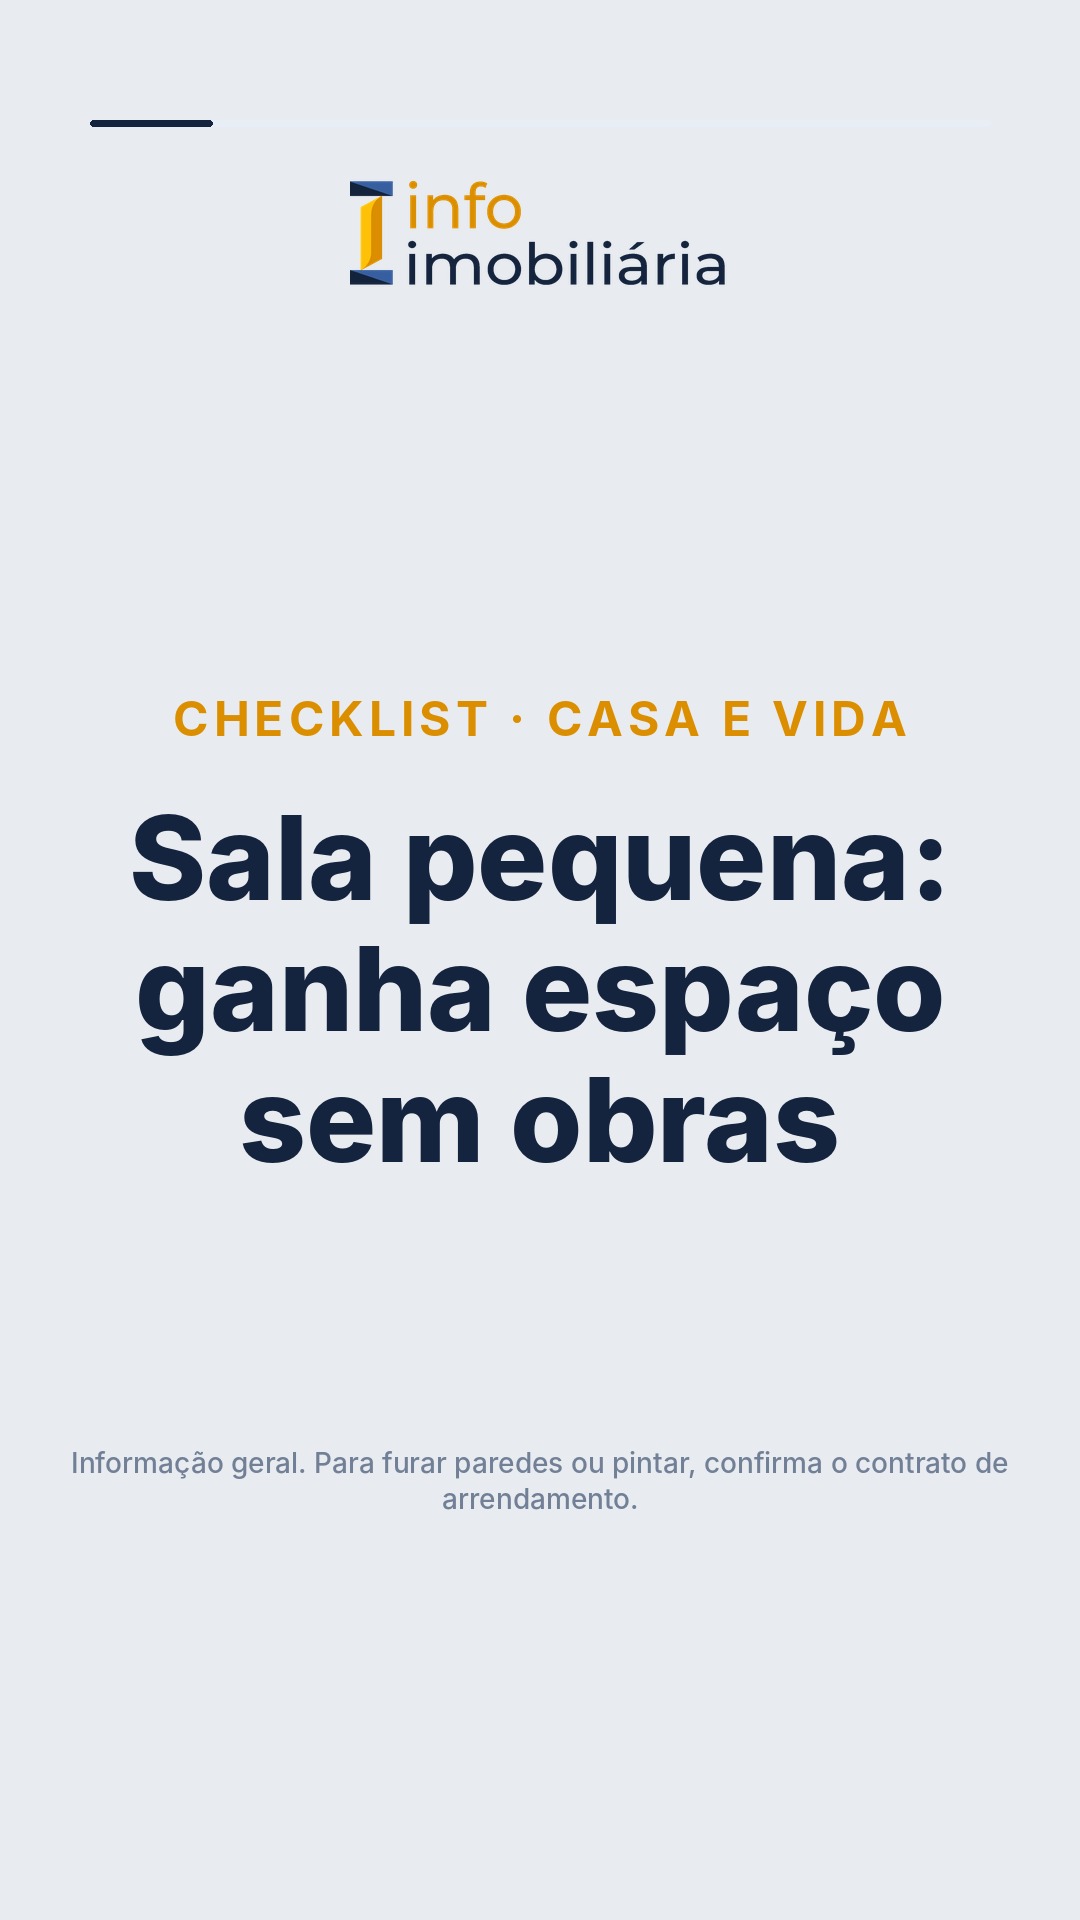 info
imobiliária
CHECKLIST · CASA E VIDA
Sala pequena:
ganha espaço
sem obras
Informação geral. Para furar paredes ou pintar, confirma o contrato de
arrendamento.